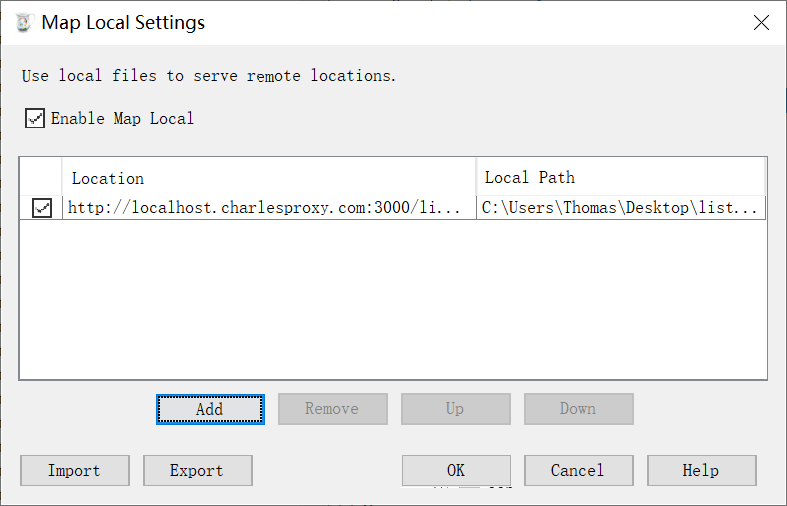 Map Local Settings
Use local files to serve remote locations.
Enable Map Local
Location Local Path
http://localhost.charlesproxy.com:3000/li... C:\Users\Thomas\Desktop\list...
Add Remove Up Down
Import Export OK Cancel Help